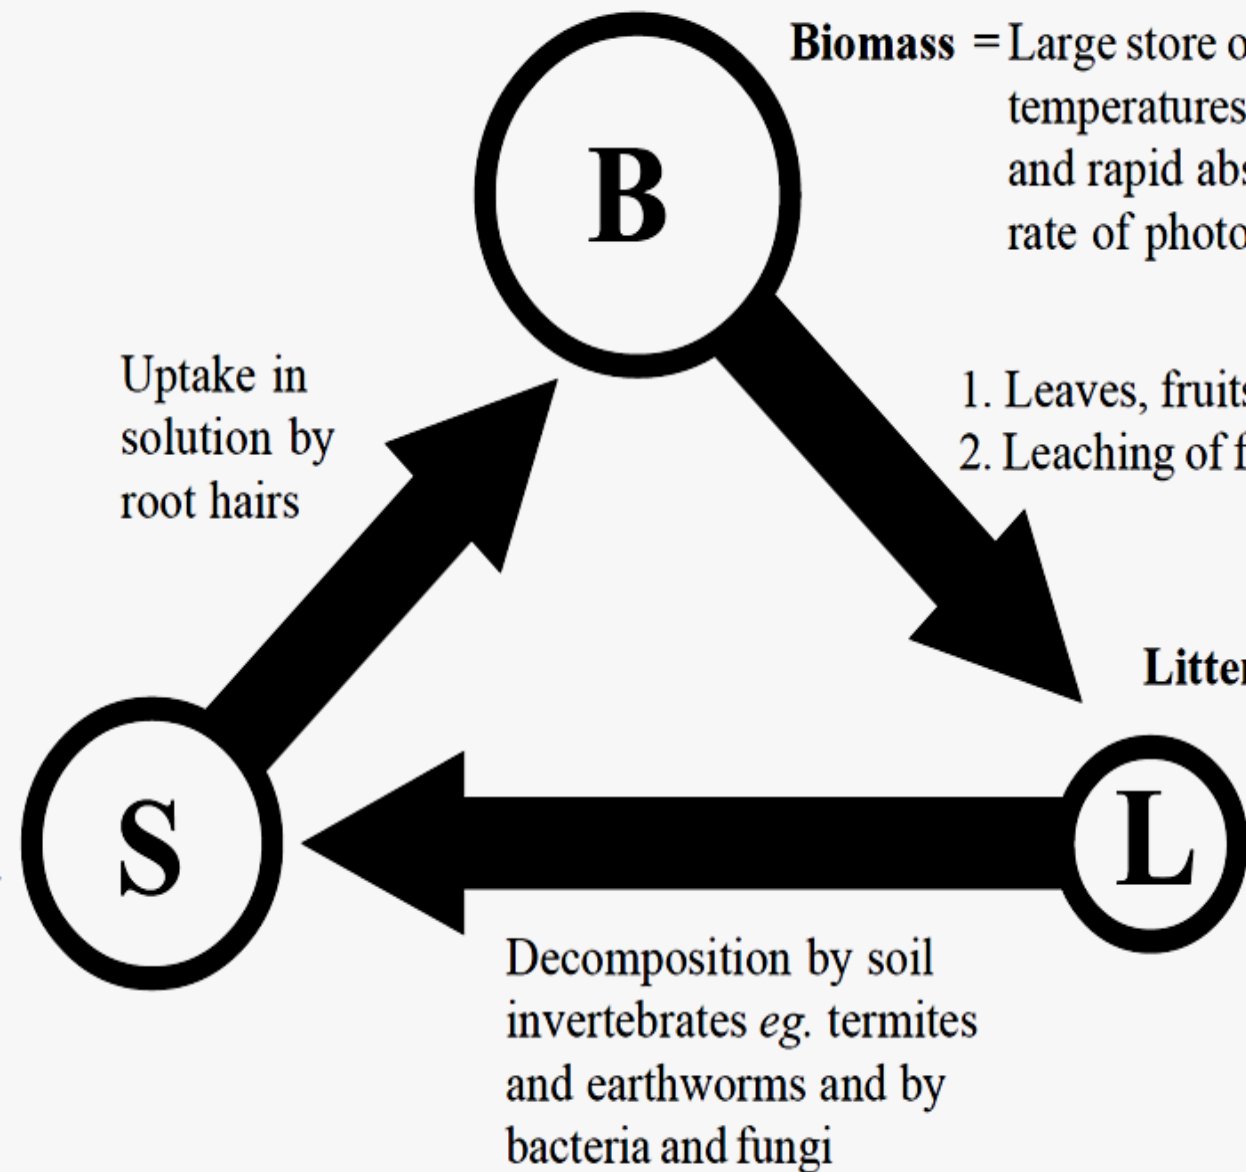 Biomass = Large store o
temperatures
and rapid abs
rate of photo
B
Uptake in
solution by
root hairs
1. Leaves, fruits
2. Leaching of f
Litter
S
L
Decomposition by soil
invertebrates eg. termites
and earthworms and by
bacteria and fungi